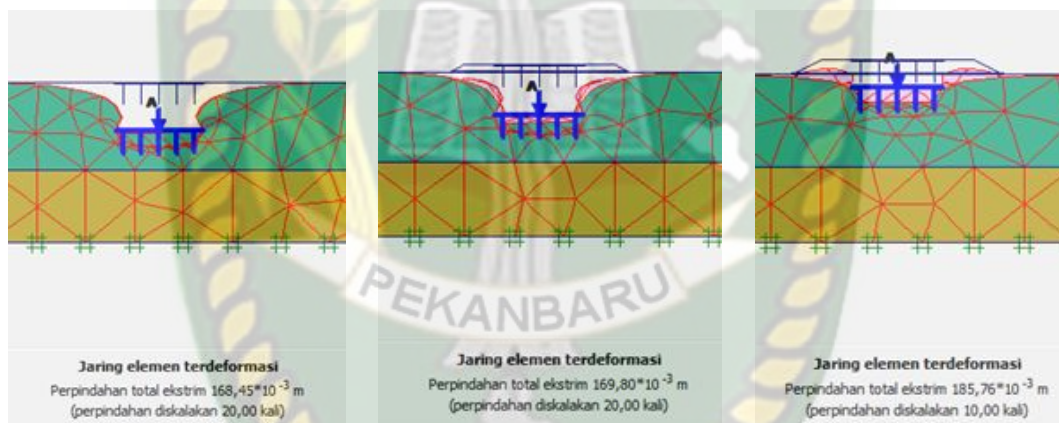 A
A
A
PEKANBARU
Jaring elemen terdeformasi
Perpindahan total ekstrim 168,45*10 -3 m
(perpindahan diskalakan 20,00 kali)
Jaring elemen terdeformasi
Perpindahan total ekstrim 169,80*10 -3 m
(perpindahan diskalakan 20,00 kali)
Jaring elemen terdeformasi
Perpindahan total ekstrim 185,76*10 -3 m
(perpindahan diskalakan 10,00 kali)